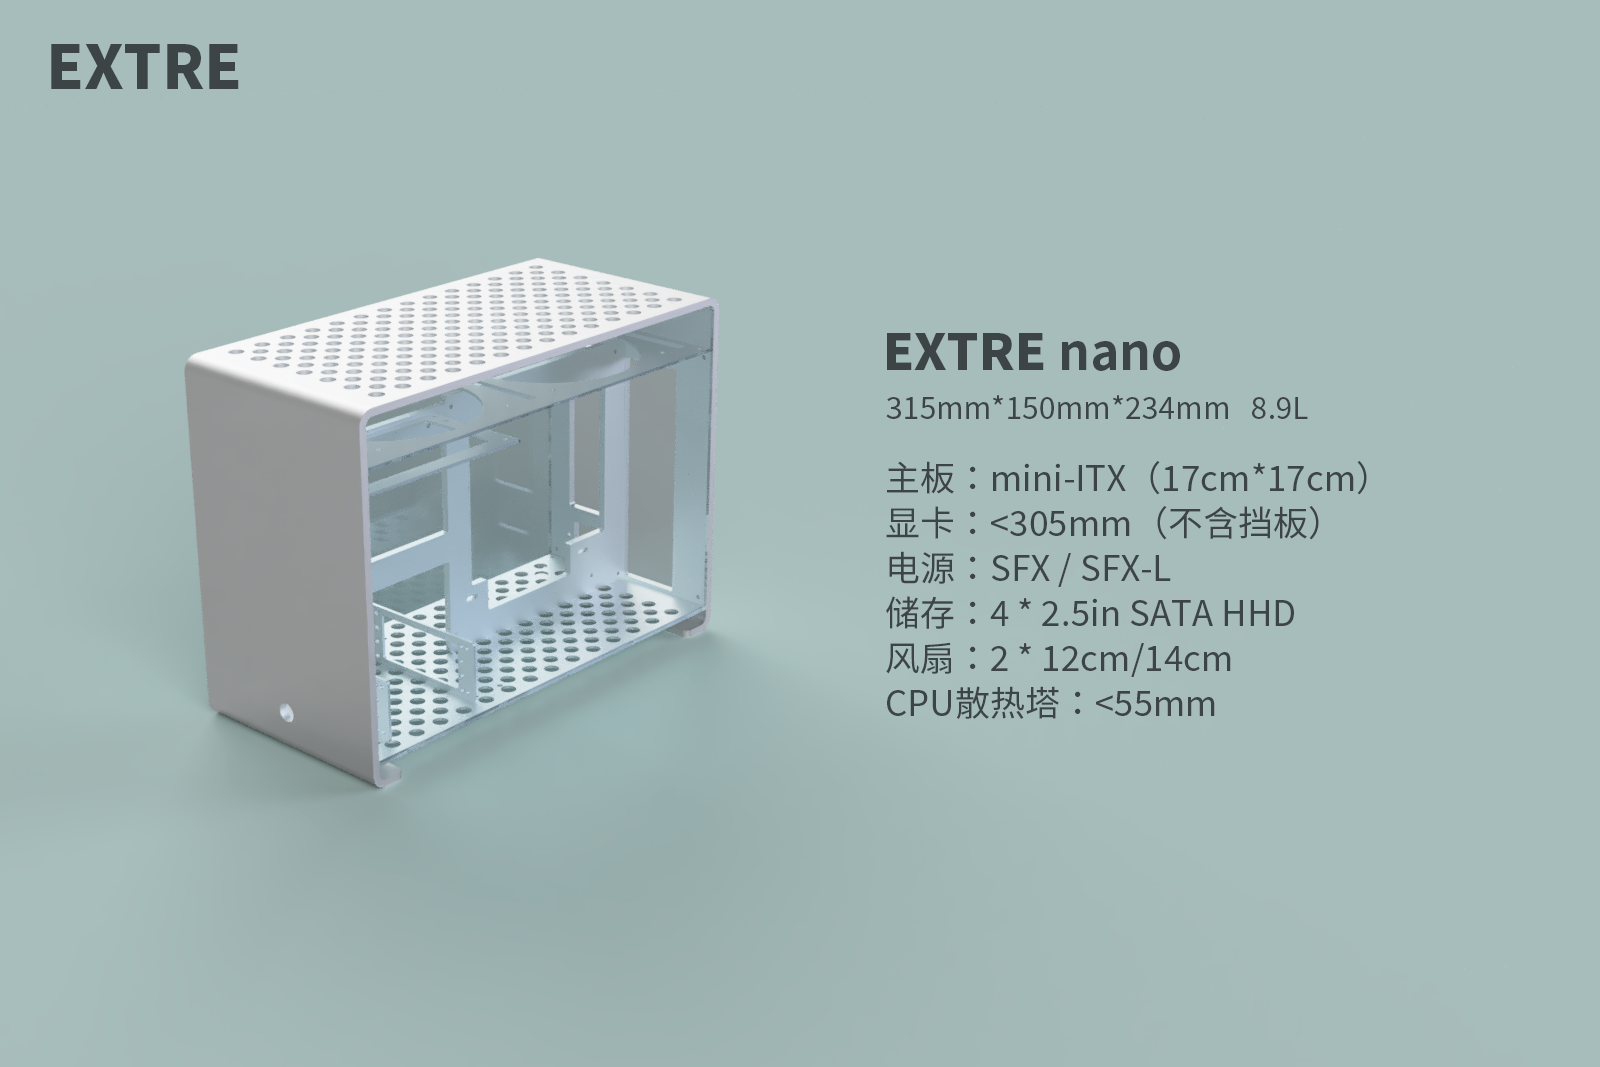 EXTRE
EXTRE nano
315mm*150mm*234mm 8.9L
主板：mini-ITX（17cm*17cm）
显卡：<305mm（不含挡板）
电源：SFX / SFX-L
储存：4 * 2.5in SATA HHD
风扇：2 * 12cm/14cm
CPU散热塔：<55mm